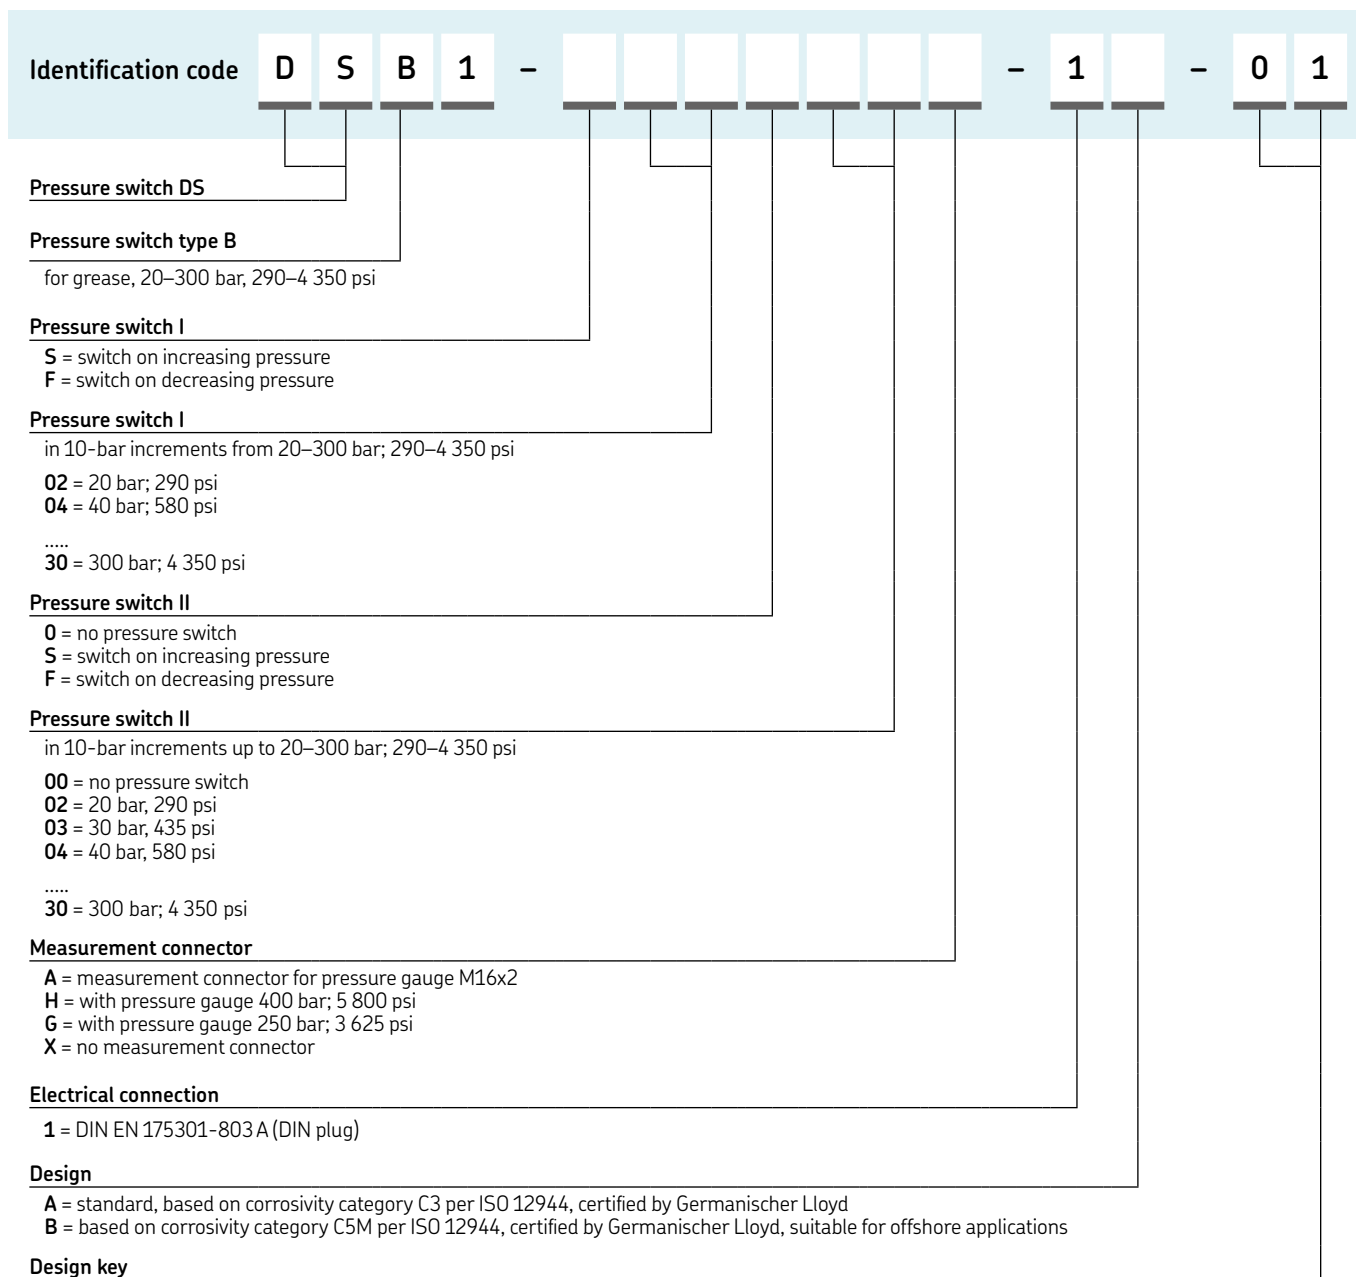 Identification code D S B 1 – – 1 – 0 1
Pressure switch DS
Pressure switch type B
for grease, 20–300 bar, 290–4 350 psi
Pressure switch I
S = switch on increasing pressure
F = switch on decreasing pressure
Pressure switch I
in 10-bar increments from 20–300 bar; 290–4 350 psi
02 = 20 bar; 290 psi
04 = 40 bar; 580 psi
.....
30 = 300 bar; 4 350 psi
Pressure switch II
0 = no pressure switch
S = switch on increasing pressure
F = switch on decreasing pressure
Pressure switch II
in 10-bar increments up to 20–300 bar; 290–4 350 psi
00 = no pressure switch
02 = 20 bar, 290 psi
03 = 30 bar, 435 psi
04 = 40 bar, 580 psi
.....
30 = 300 bar; 4 350 psi
Measurement connector
A = measurement connector for pressure gauge M16x2
H = with pressure gauge 400 bar; 5 800 psi
G = with pressure gauge 250 bar; 3 625 psi
X = no measurement connector
Electrical connection
1 = DIN EN 175301-803 A (DIN plug)
Design
A = standard, based on corrosivity category C3 per ISO 12944, certified by Germanischer Lloyd
B = based on corrosivity category C5M per ISO 12944, certified by Germanischer Lloyd, suitable for offshore applications
Design key